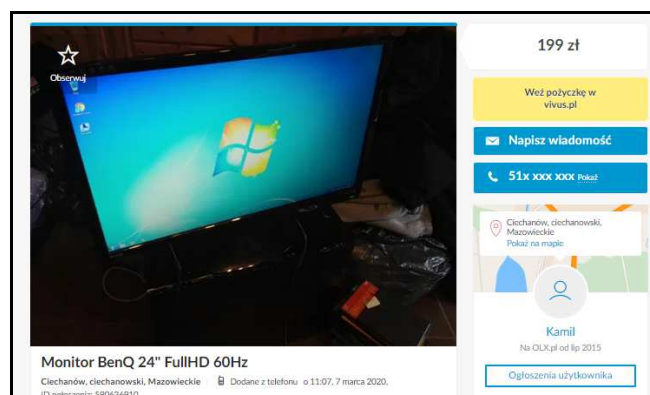 Obserwuj
199 zł
Weź pożyczkę w
vivus.pl
Napisz wiadomość
51x xxx xxx Pokaż
Ciechanów, ciechanowski,
Mazowieckie
Pokaż na mapie
Kamil
Na OLX.pl od lip 2015
Ogłoszenia użytkownika
Monitor BenQ 24" FullHD 60Hz
Ciechanów, ciechanowski, Mazowieckie Dodane z telefonu o 11:07, 7 marca 2020,